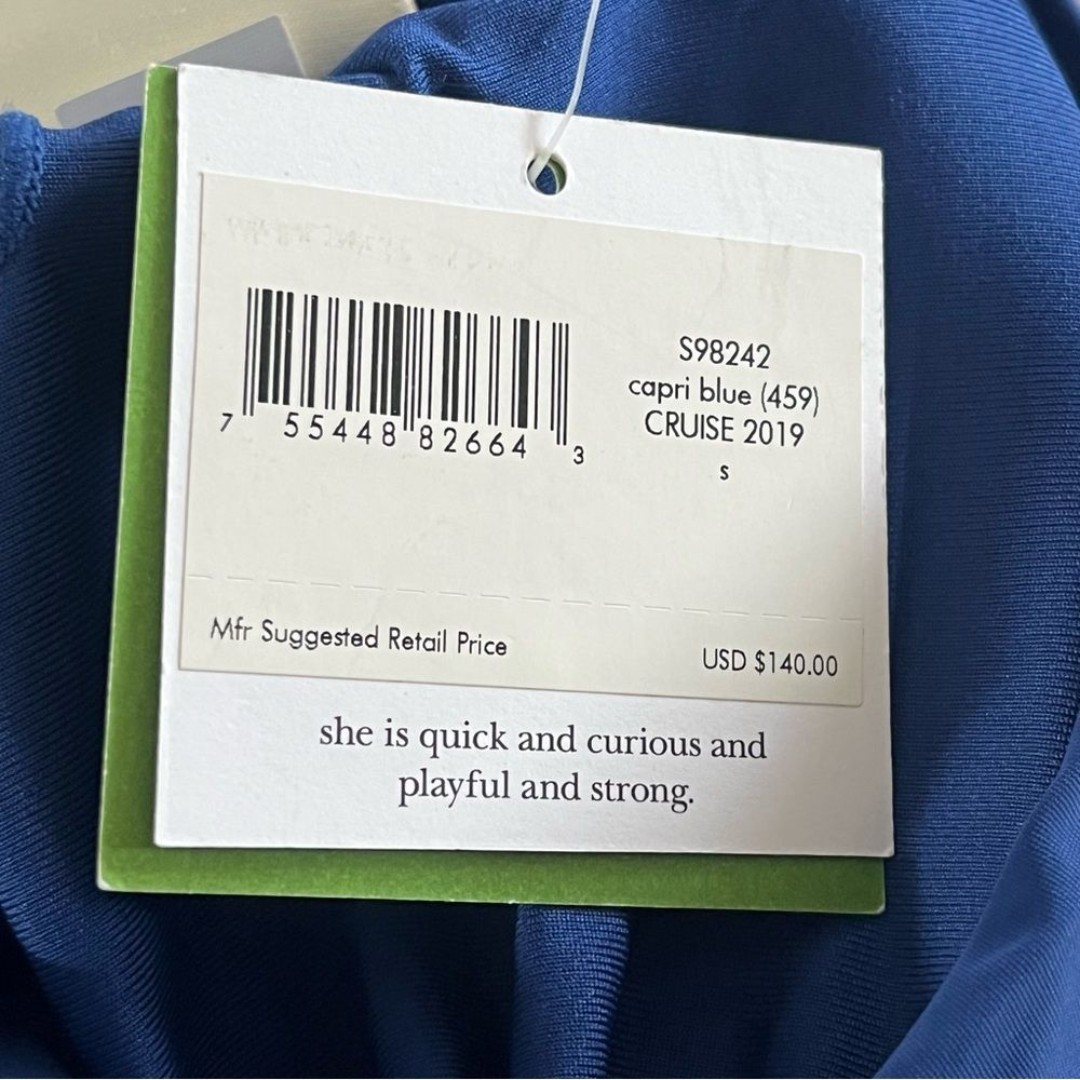 7 55448 82664 3
S98242
capri blue (459)
CRUISE 2019
S
Mfr Suggested Retail Price
USD $140.00
she is quick and curious and
playful and strong.